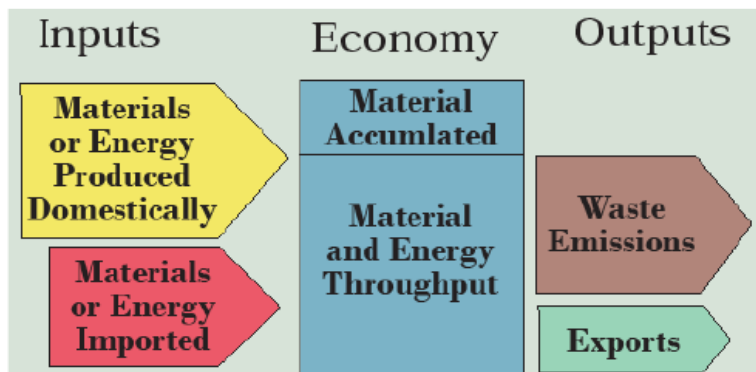 Inputs
Economy
Outputs
Materials
or Energy
Produced
Domestically
Materials
or Energy
Imported
Material
Accumlated
Material
and Energy
Throughput
Waste
Emissions
Exports